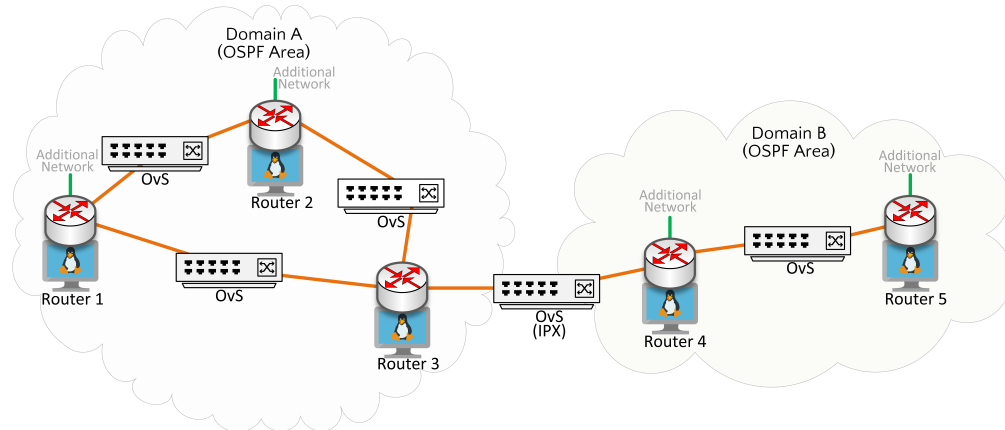 Domain A
(OSPF Area)
Additional
Network
Router 2
OvS
Additional
Network
Router 1
OvS
OvS
Router 3
OvS
(IPX)
Domain B
(OSPF Area)
Additional
Network
Router 4
OvS
Additional
Network
Router 5